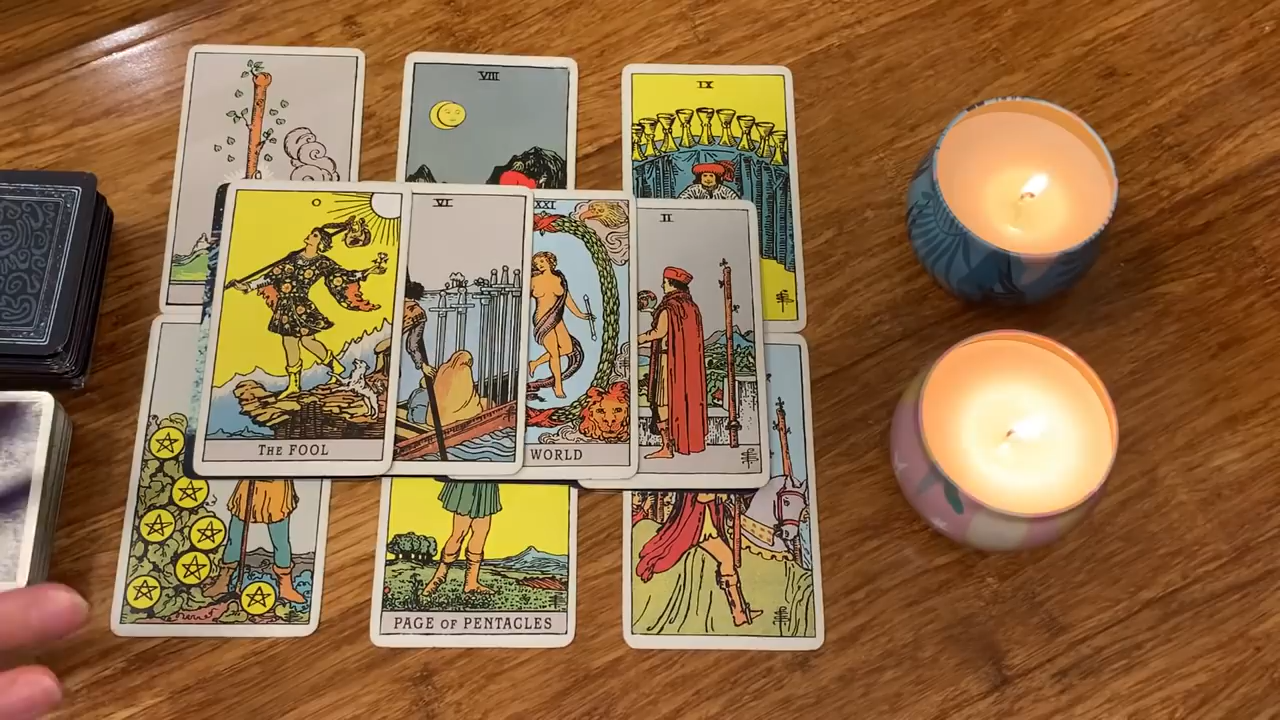 VIII
IX
0
THE FOOL
VI
XXI
WORLD
II
PAGE OF PENTACLES